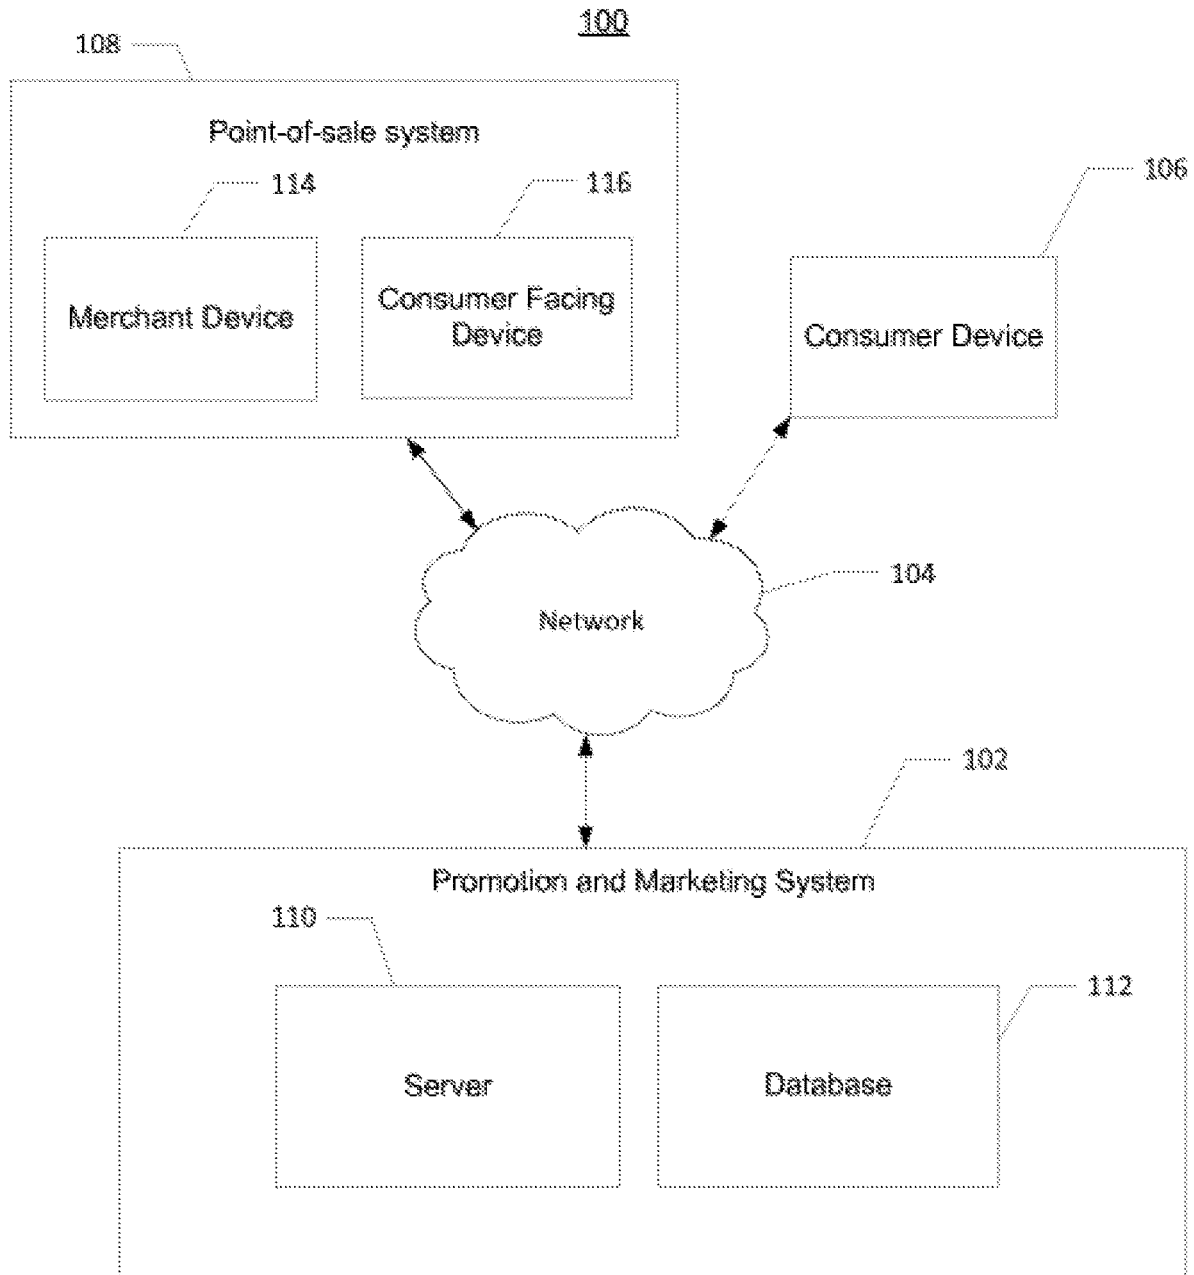 100
108
Point-of-sale system
114
116
106
Merchant Device
Consumer Facing
Device
Consumer Device
104
Network
102
Promotion and Marketing System
110
112
Server
Database